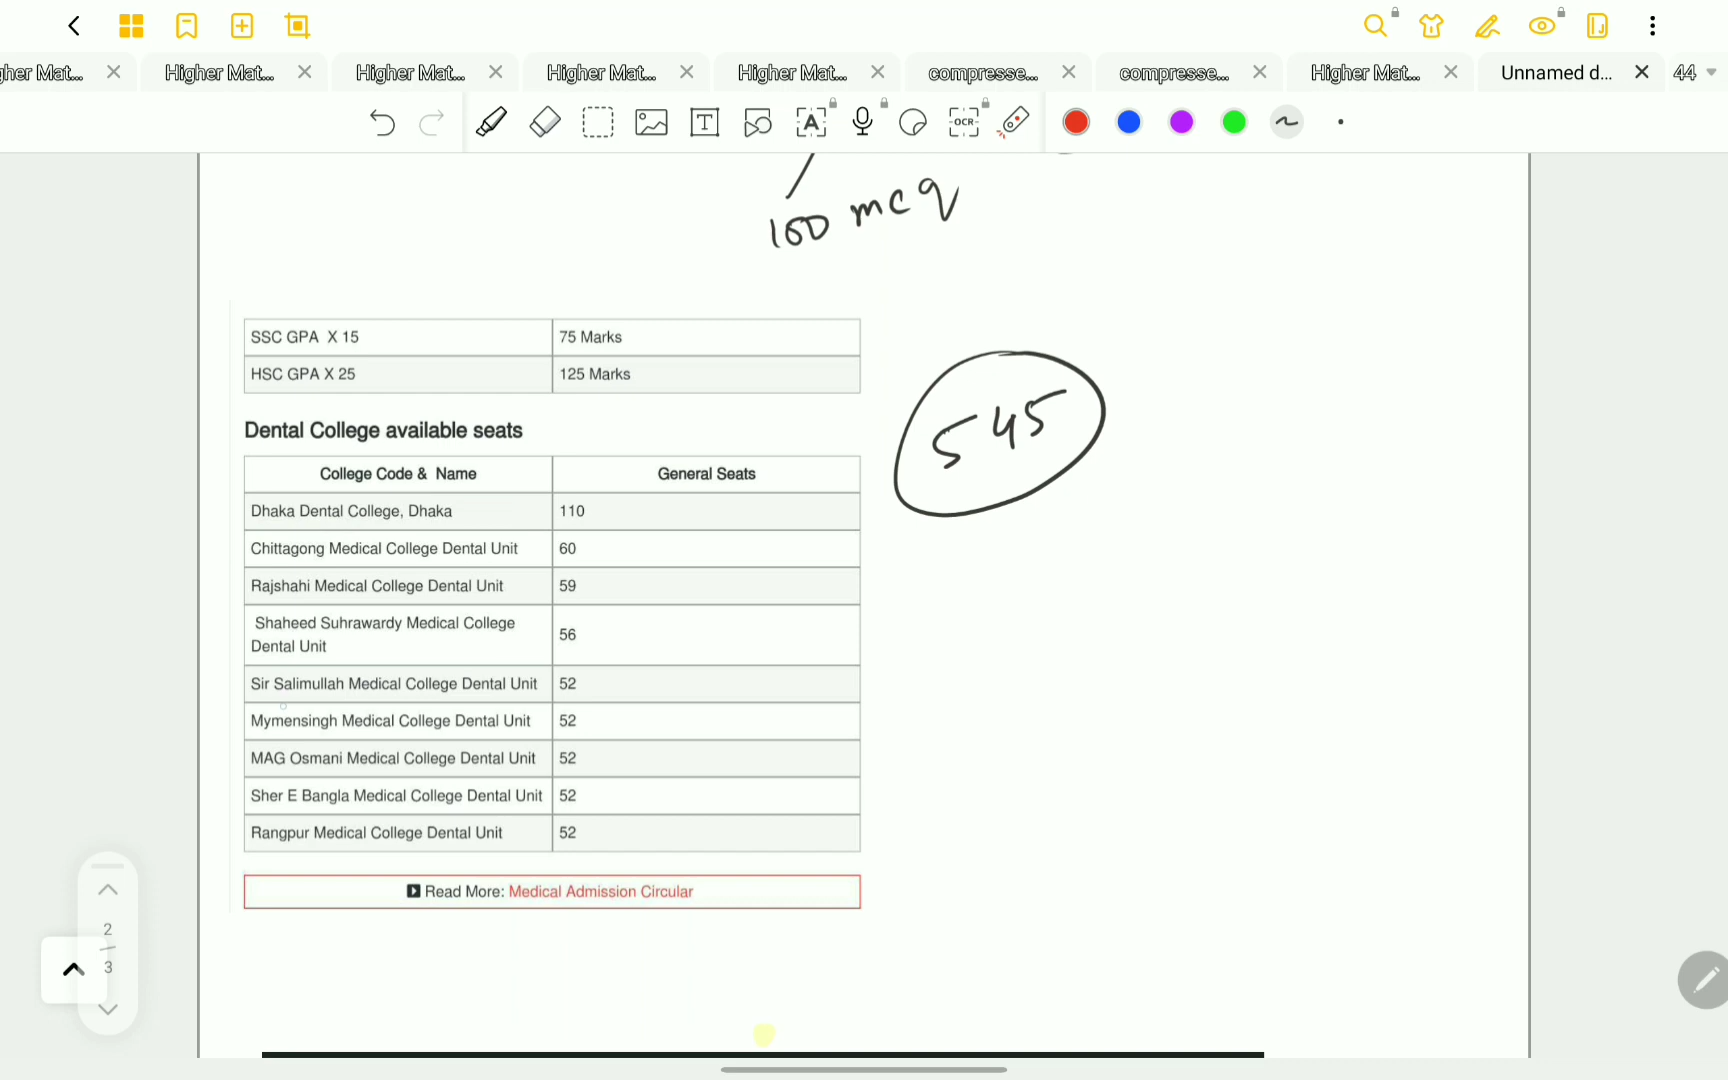 gher Mat...
Higher Mat...
Higher Mat...
Higher Mat...
Higher Mat...
compresse...
compresse...
Higher Mat...
Unnamed d...
44
T
A
OCR
100 mcq
SSC GPA X 15 75 Marks
HSC GPA X 25 125 Marks
545
Dental College available seats
College Code & Name General Seats
Dhaka Dental College, Dhaka 110
Chittagong Medical College Dental Unit 60
Rajshahi Medical College Dental Unit 59
Shaheed Suhrawardy Medical College
Dental Unit 56
Sir Salimullah Medical College Dental Unit 52
Mymensingh Medical College Dental Unit 52
MAG Osmani Medical College Dental Unit 52
Sher E Bangla Medical College Dental Unit 52
Rangpur Medical College Dental Unit 52
Read More: Medical Admission Circular
2
3